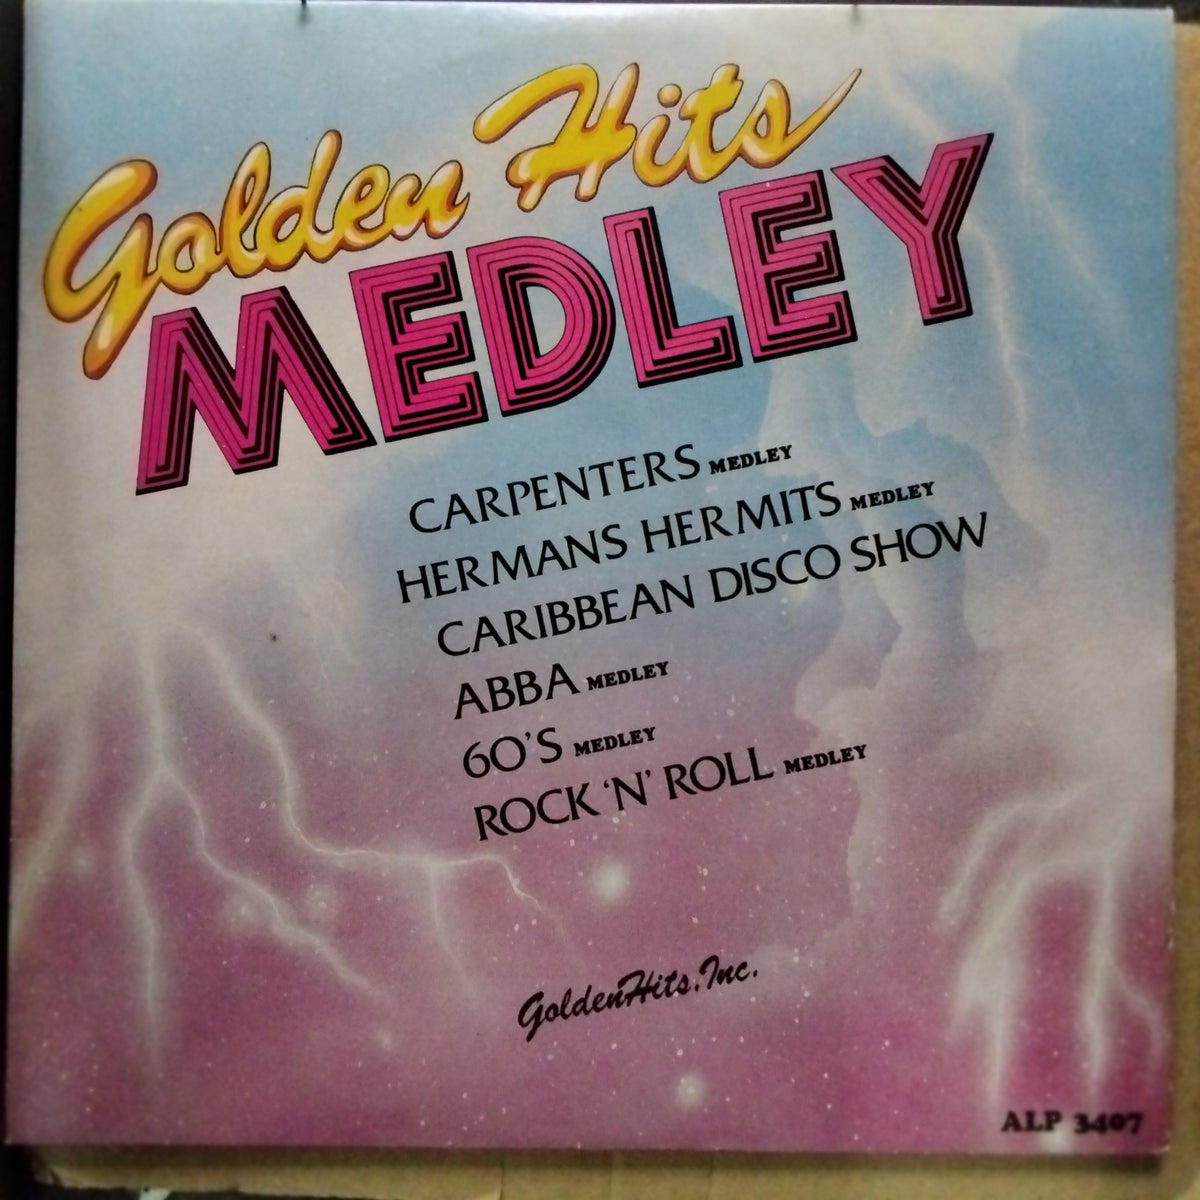 Golden Hits
MEDLEY
CARPENTERS MEDLEY
HERMANS HERMITS MEDLEY
CARIBBEAN DISCO SHOW
ABBA MEDLEY
60'S MEDLEY
ROCK 'N' ROLL MEDLEY
GoldenHits, Inc.
ALP 3407